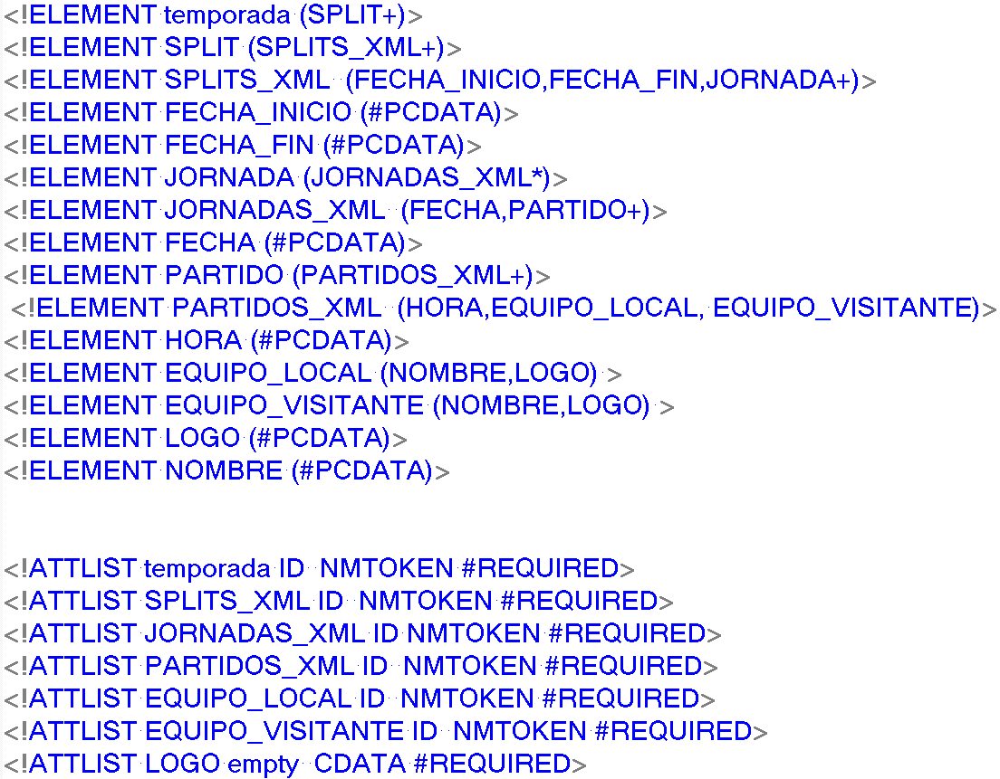 <!ELEMENT temporada (SPLIT+)>
<!ELEMENT SPLIT (SPLITS_XML+)>
<!ELEMENT SPLITS_XML  (FECHA_INICIO,FECHA_FIN,JORNADA+)>
<!ELEMENT FECHA_INICIO (#PCDATA)>
<!ELEMENT FECHA_FIN (#PCDATA)>
<!ELEMENT JORNADA (JORNADAS_XML*)>
<!ELEMENT JORNADAS_XML  (FECHA,PARTIDO+)>
<!ELEMENT FECHA (#PCDATA)>
<!ELEMENT PARTIDO (PARTIDOS_XML+)>
<!ELEMENT PARTIDOS_XML  (HORA,EQUIPO_LOCAL, EQUIPO_VISITANTE)>
<!ELEMENT HORA (#PCDATA)>
<!ELEMENT EQUIPO_LOCAL (NOMBRE,LOGO) >
<!ELEMENT EQUIPO_VISITANTE (NOMBRE,LOGO) >
<!ELEMENT LOGO (#PCDATA)>
<!ELEMENT NOMBRE (#PCDATA)>
<!ATTLIST temporada ID  NMTOKEN #REQUIRED>
<!ATTLIST SPLITS_XML ID  NMTOKEN #REQUIRED>
<!ATTLIST JORNADAS_XML ID NMTOKEN #REQUIRED>
<!ATTLIST PARTIDOS_XML ID  NMTOKEN #REQUIRED>
<!ATTLIST EQUIPO_LOCAL ID  NMTOKEN #REQUIRED>
<!ATTLIST EQUIPO_VISITANTE ID  NMTOKEN #REQUIRED>
<!ATTLIST LOGO empty  CDATA #REQUIRED>